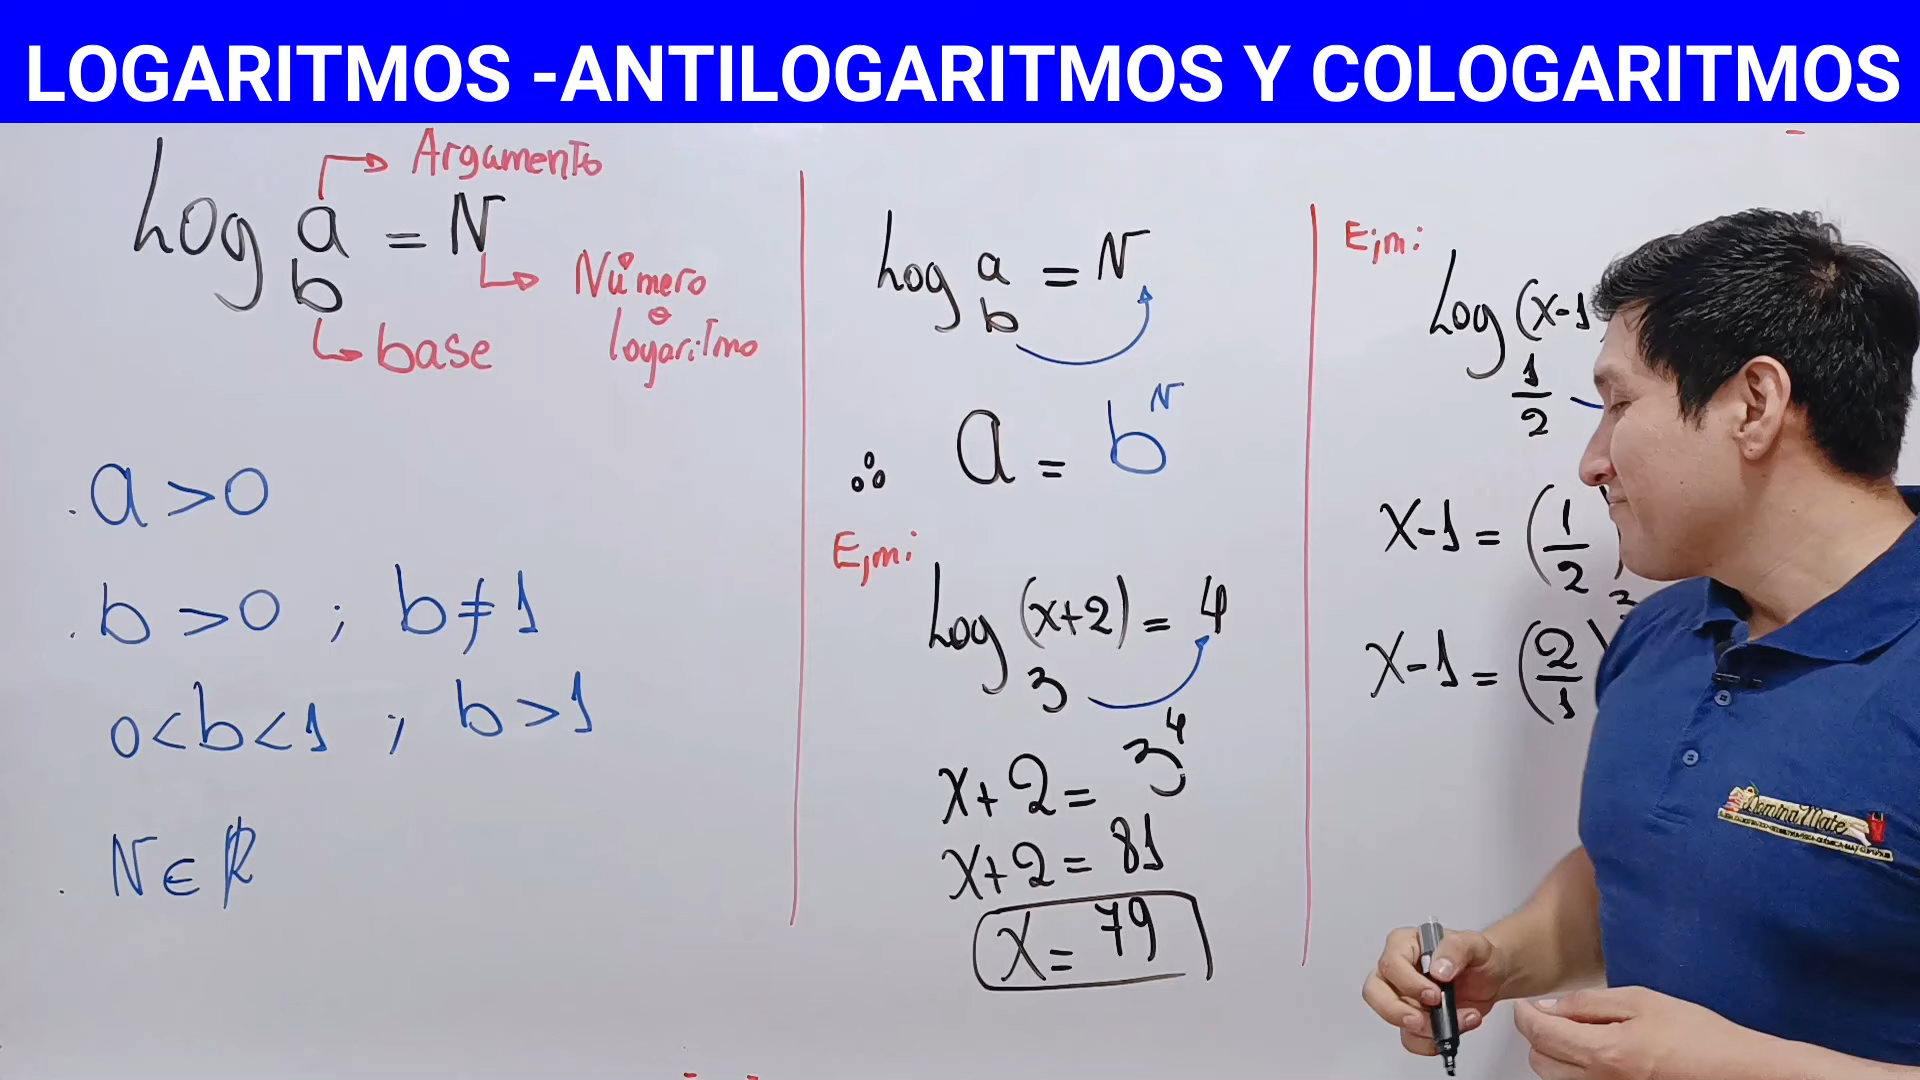 LOGARITMOS -ANTILOGARITMOS Y COLOGARITMOS
Argumento
Log a = N
b
Número
o
logaritmo
base
. a > 0
. b > 0 ; b ≠ 1
0 < b < 1 ; b > 1
. N ∈ ℝ
Log a = N
b
∴ a = b^N
Ejm:
Log (x+2) = 4
3
x+2 = 3^4
x+2 = 81
x = 79
Ejm:
Log (x-1
1/2
x-1 = (1/2)
x-1 = (2/1)
DominaMate